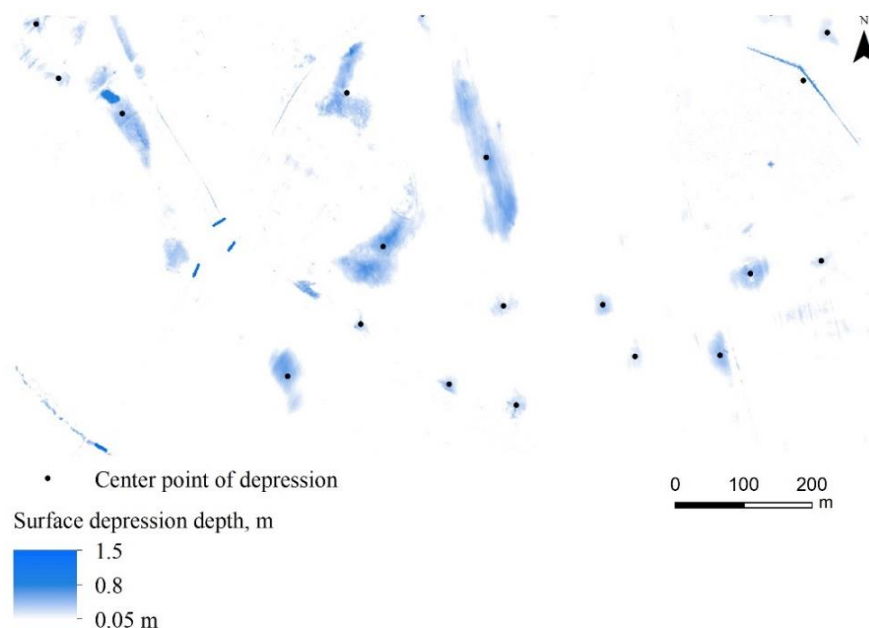 N
Center point of depression
Surface depression depth, m
1.5
0.8
0.05 m
0 100 200
m